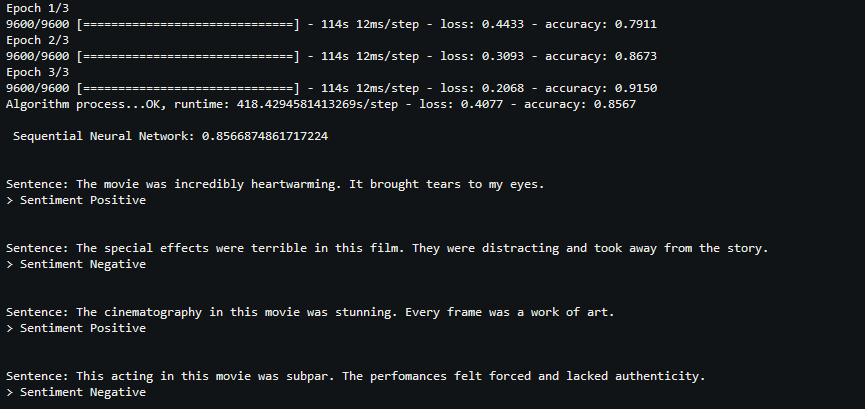 Epoch 1/3
9600/9600 [==============================] - 114s 12ms/step - loss: 0.4433 - accuracy: 0.7911
Epoch 2/3
9600/9600 [==============================] - 114s 12ms/step - loss: 0.3093 - accuracy: 0.8673
Epoch 3/3
9600/9600 [==============================] - 114s 12ms/step - loss: 0.2068 - accuracy: 0.9150
Algorithm process...OK, runtime: 418.4294581413269s/step - loss: 0.4077 - accuracy: 0.8567
Sequential Neural Network: 0.8566874861717224
Sentence: The movie was incredibly heartwarming. It brought tears to my eyes.
> Sentiment Positive
Sentence: The special effects were terrible in this film. They were distracting and took away from the story.
> Sentiment Negative
Sentence: The cinematography in this movie was stunning. Every frame was a work of art.
> Sentiment Positive
Sentence: This acting in this movie was subpar. The perfomances felt forced and lacked authenticity.
> Sentiment Negative